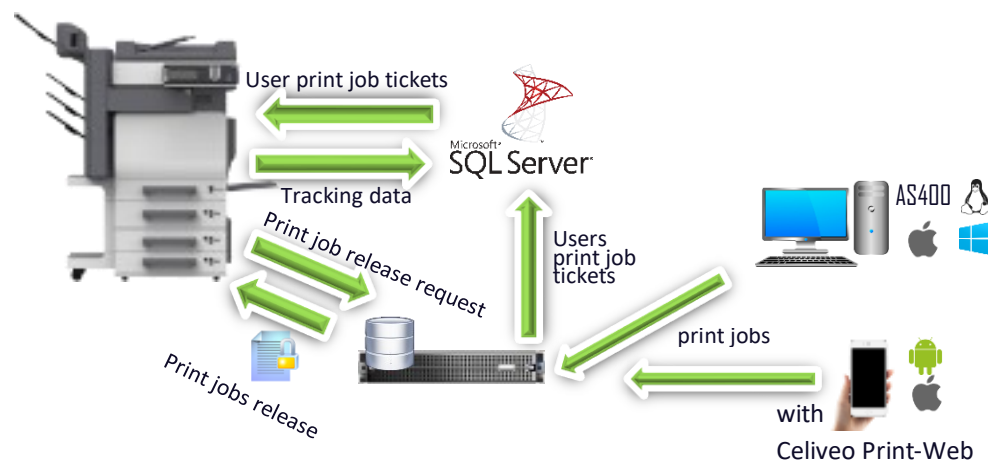 User print job tickets
Microsoft®
SQL Server
Tracking data
Print job release request
Users
print job
tickets
AS400
Print jobs release
print jobs
with
Celiveo Print-Web